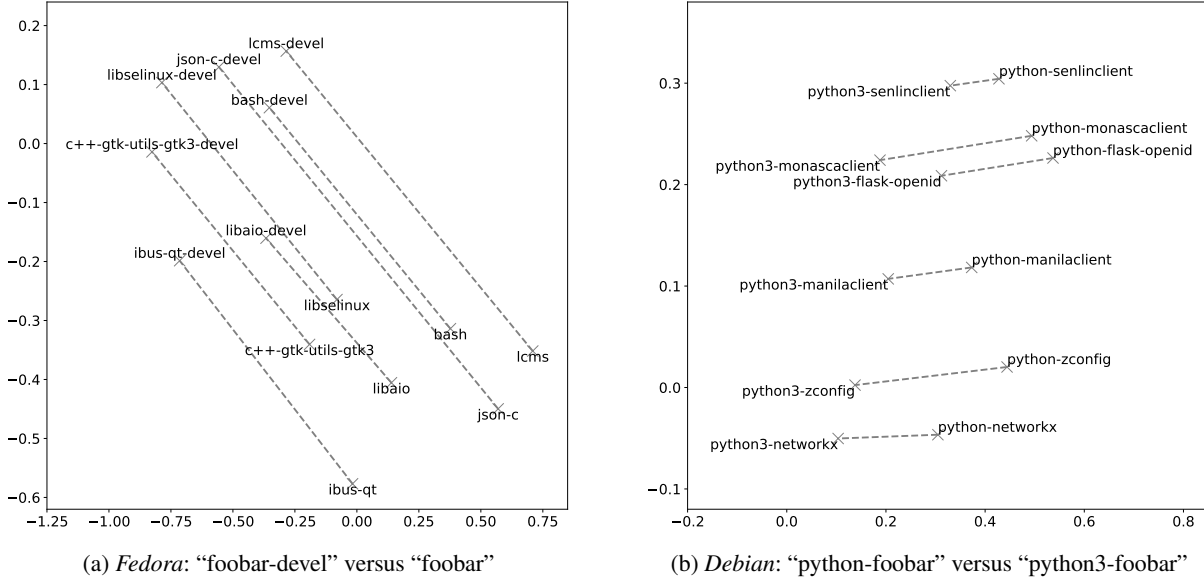 0.2
0.1
0.0
−0.1
−0.2
−0.3
−0.4
−0.5
−0.6
−1.25 −1.00 −0.75 −0.50 −0.25 0.00 0.25 0.50 0.75
lcms-devel
json-c-devel
libselinux-devel
bash-devel
c++-gtk-utils-gtk3-devel
libaio-devel
ibus-qt-devel
libselinux
bash
c++-gtk-utils-gtk3
lcms
libaio
json-c
ibus-qt
(a) Fedora: “foobar-devel” versus “foobar”
0.3
0.2
0.1
0.0
−0.1
−0.2 0.0 0.2 0.4 0.6 0.8
python-senlinclient
python3-senlinclient
python-monascaclient
python-flask-openid
python3-monascaclient
python3-flask-openid
python-manilaclient
python3-manilaclient
python-zconfig
python3-zconfig
python-networkx
python3-networkx
(b) Debian: “python-foobar” versus “python3-foobar”